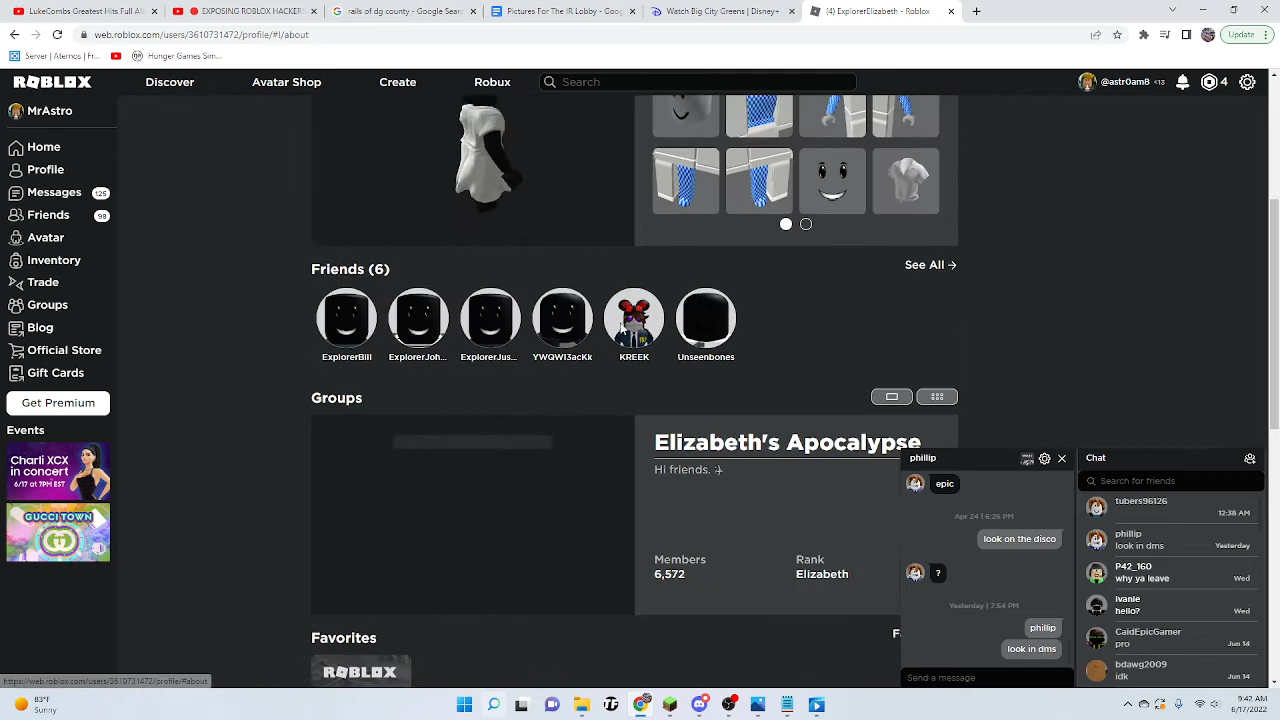 LukeCombs Greatest Hits Full Al
EXPOSING ROBLOX HACKERS
rails of dg county - Google Sear
Pictures For The IR Lobby - Goo
Watch Big City Greens | Disney+
(4) ExplorerElizabeth - Roblox
web.roblox.com/users/3610731472/profile/#!/about
Update
Server | Aternos | Fr...
Hunger Games Sim...
ROBLOX
Discover
Avatar Shop
Create
Robux
Search
@astr0am8 <13
4
MrAstro
Home
Profile
Messages 125
Friends 98
Avatar
Inventory
Trade
Groups
Blog
Official Store
Gift Cards
Get Premium
Events
Charli XCX
in concert
6/17 at 7PM EST
GUCCI TOWN
Friends (6)
See All
ExplorerBill
ExplorerJoh...
ExplorerJus...
YWQWI3acKk
KREEK
Unseenbones
Groups
Elizabeth's Apocalypse
Hi friends. :)
Members
6,572
Rank
Elizabeth
Favorites
ROBLOX
phillip
epic
Apr 24 | 6:26 PM
look on the disco
?
Yesterday | 7:54 PM
phillip
look in dms
Send a message
Chat
Search for friends
tubers96126
12:38 AM
phillip
look in dms
Yesterday
P42_160
why ya leave
Wed
Ivanie
hello?
Wed
CaidEpicGamer
pro
Jun 14
bdawg2009
idk
Jun 14
https://web.roblox.com/users/3610731472/profile/#about
83°F
Sunny
9:42 AM
6/17/2022